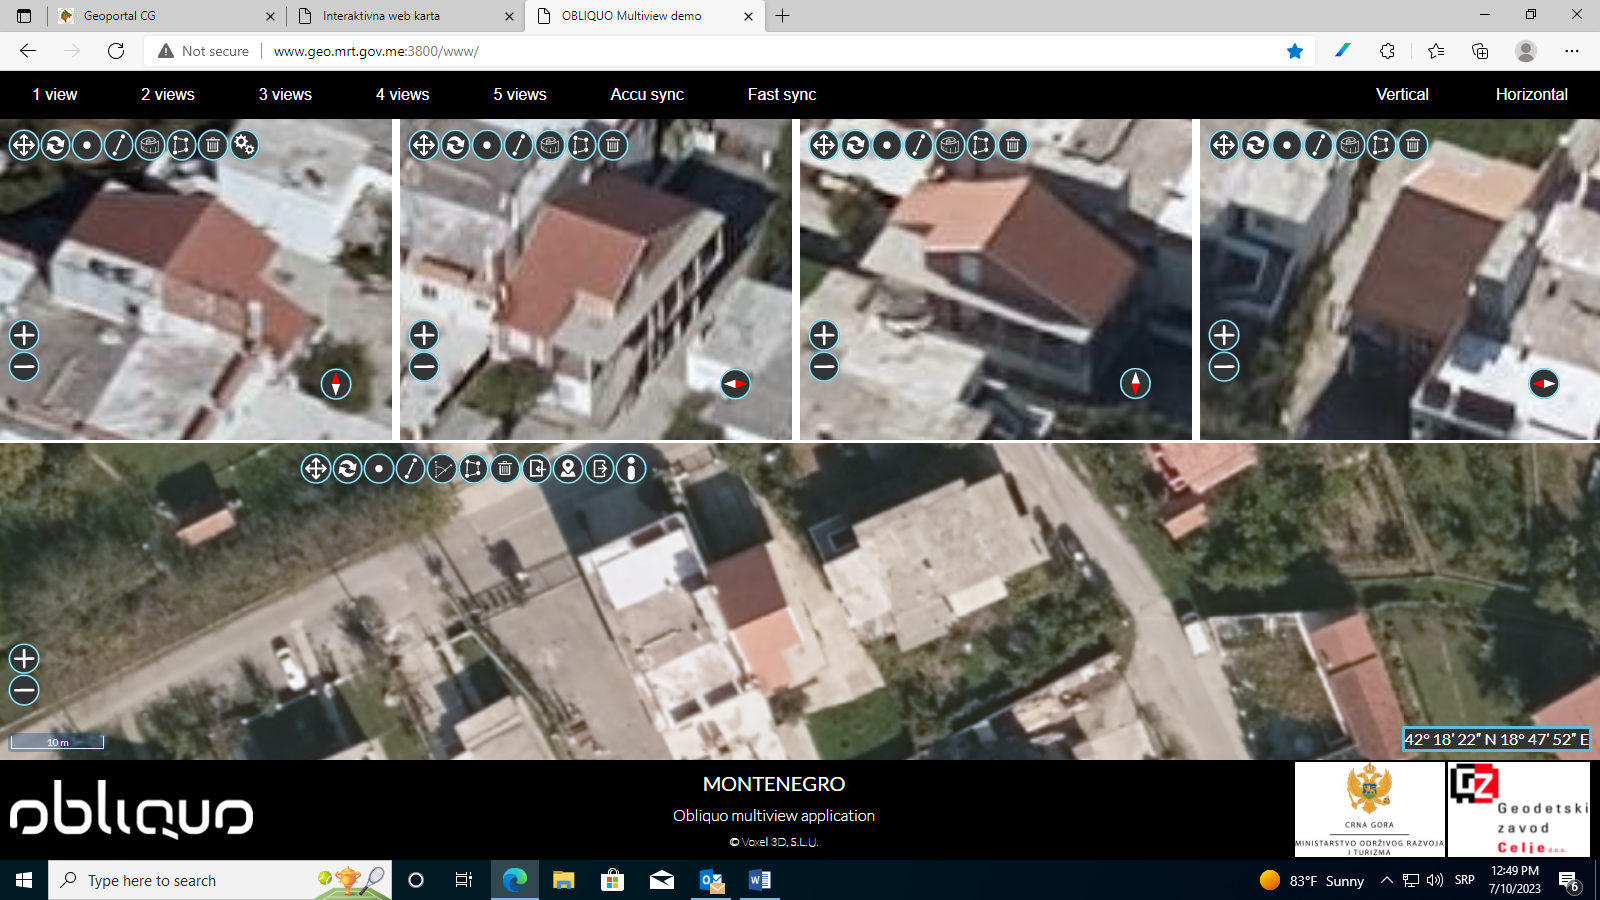 Geoportal CG
Interaktivna web karta
OBLIQUO Multiview demo
Not secure
www.geo.mrt.gov.me:3800/www/
1 view
2 views
3 views
4 views
5 views
Accu sync
Fast sync
Vertical
Horizontal
10 m
42° 18′ 22″ N 18° 47′ 52″ E
obliquo
MONTENEGRO
Obliquo multiview application
© Voxel 3D, S.L.U.
CRNA GORA
MINISTARSTVO ODRŽIVOG RAZVOJA
I TURIZMA
GZ
Geodetski
zavod
Celje d.o.o.
Type here to search
83°F Sunny
SRP
12:49 PM
7/10/2023
6